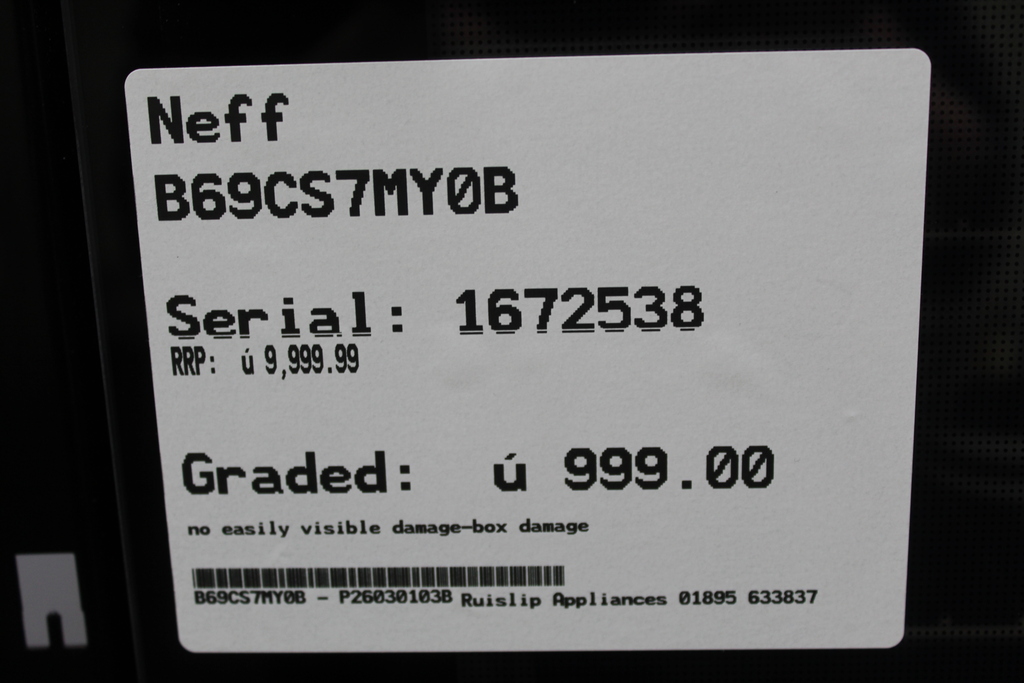 Neff
B69CS7MY0B
Serial: 1672538
RRP: ú 9,999.99
Graded: ú 999.00
no easily visible damage-box damage
B69CS7MY0B - P26030103B Ruislip Appliances 01895 633837